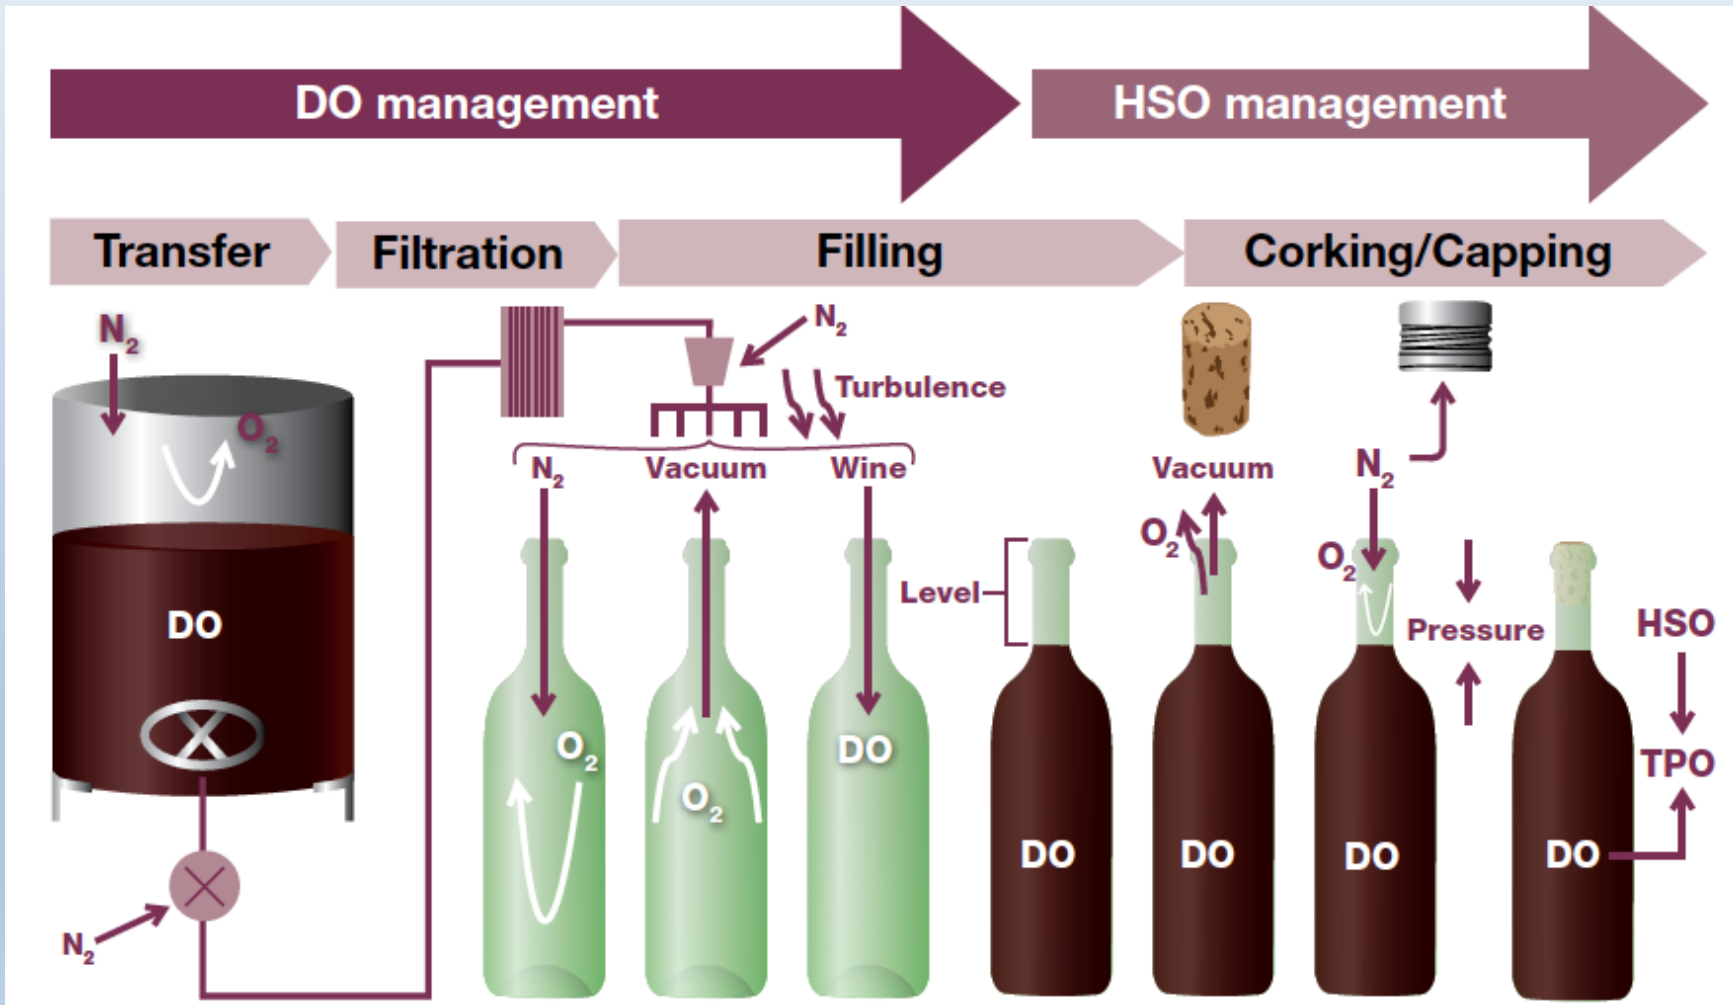 DO management
HSO management
Transfer
Filtration
Filling
Corking/Capping
N₂
O₂
DO
N₂
N₂
Turbulence
N₂
Vacuum
Wine
O₂
O₂
DO
Level
DO
Vacuum
O₂
DO
N₂
O₂
DO
Pressure
HSO
TPO
DO